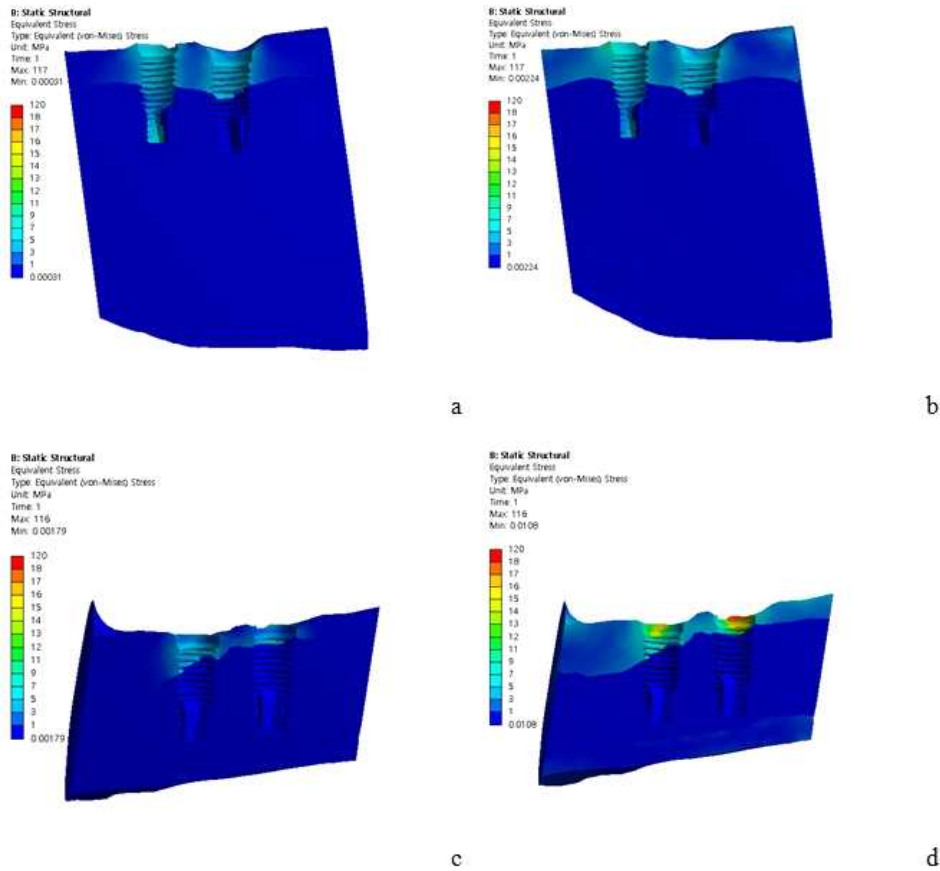 B: Static Structural
Equivalent Stress
Type: Equivalent (von-Mises) Stress
Unit: MPa
Time: 1
Max: 117
Min: 0.00031
120
18
17
16
15
14
13
12
11
9
7
5
3
1
0.00031
a
B: Static Structural
Equivalent Stress
Type: Equivalent (von-Mises) Stress
Unit: MPa
Time: 1
Max: 117
Min: 0.00224
120
18
17
16
15
14
13
12
11
9
7
5
3
1
0.00224
b
B: Static Structural
Equivalent Stress
Type: Equivalent (von-Mises) Stress
Unit: MPa
Time: 1
Max: 116
Min: 0.00179
120
18
17
16
15
14
13
12
11
9
7
5
3
1
0.00179
c
B: Static Structural
Equivalent Stress
Type: Equivalent (von-Mises) Stress
Unit: MPa
Time: 1
Max: 116
Min: 0.0108
120
18
17
16
15
14
13
12
11
9
7
5
3
1
0.0108
d